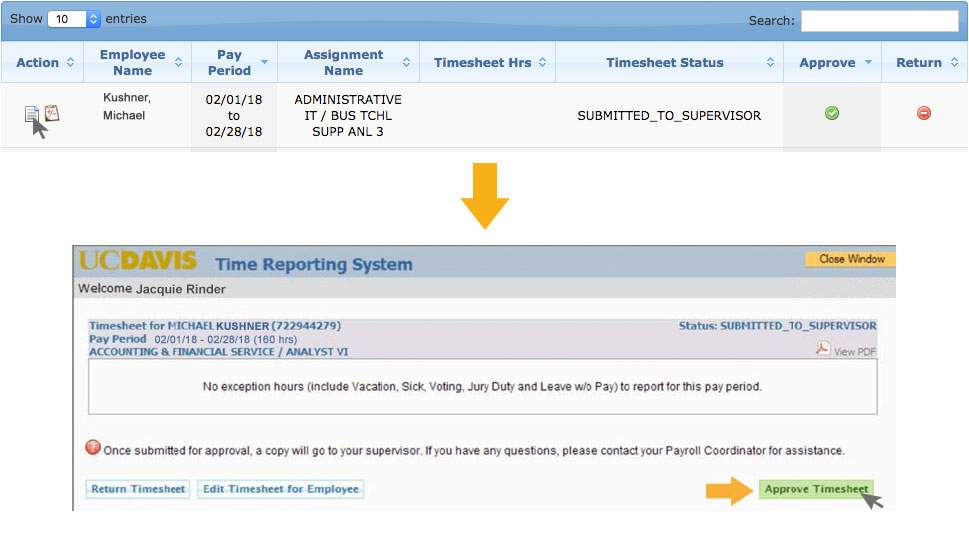 Show 10 entries Search:
Action Employee Name Pay Period Assignment Name Timesheet Hrs Timesheet Status Approve Return
Kushner, Michael 02/01/18 to 02/28/18 ADMINISTRATIVE IT / BUS TCHL SUPP ANL 3 SUBMITTED_TO_SUPERVISOR
UCDAVIS Time Reporting System Close Window
Welcome Jacquie Rinder
Timesheet for MICHAEL KUSHNER (722944279) Status: SUBMITTED_TO_SUPERVISOR
Pay Period 02/01/18 - 02/28/18 (160 hrs)
ACCOUNTING & FINANCIAL SERVICE / ANALYST VI View PDF
No exception hours (include Vacation, Sick, Voting, Jury Duty and Leave w/o Pay) to report for this pay period.
Once submitted for approval, a copy will go to your supervisor. If you have any questions, please contact your Payroll Coordinator for assistance.
Return Timesheet Edit Timesheet for Employee Approve Timesheet